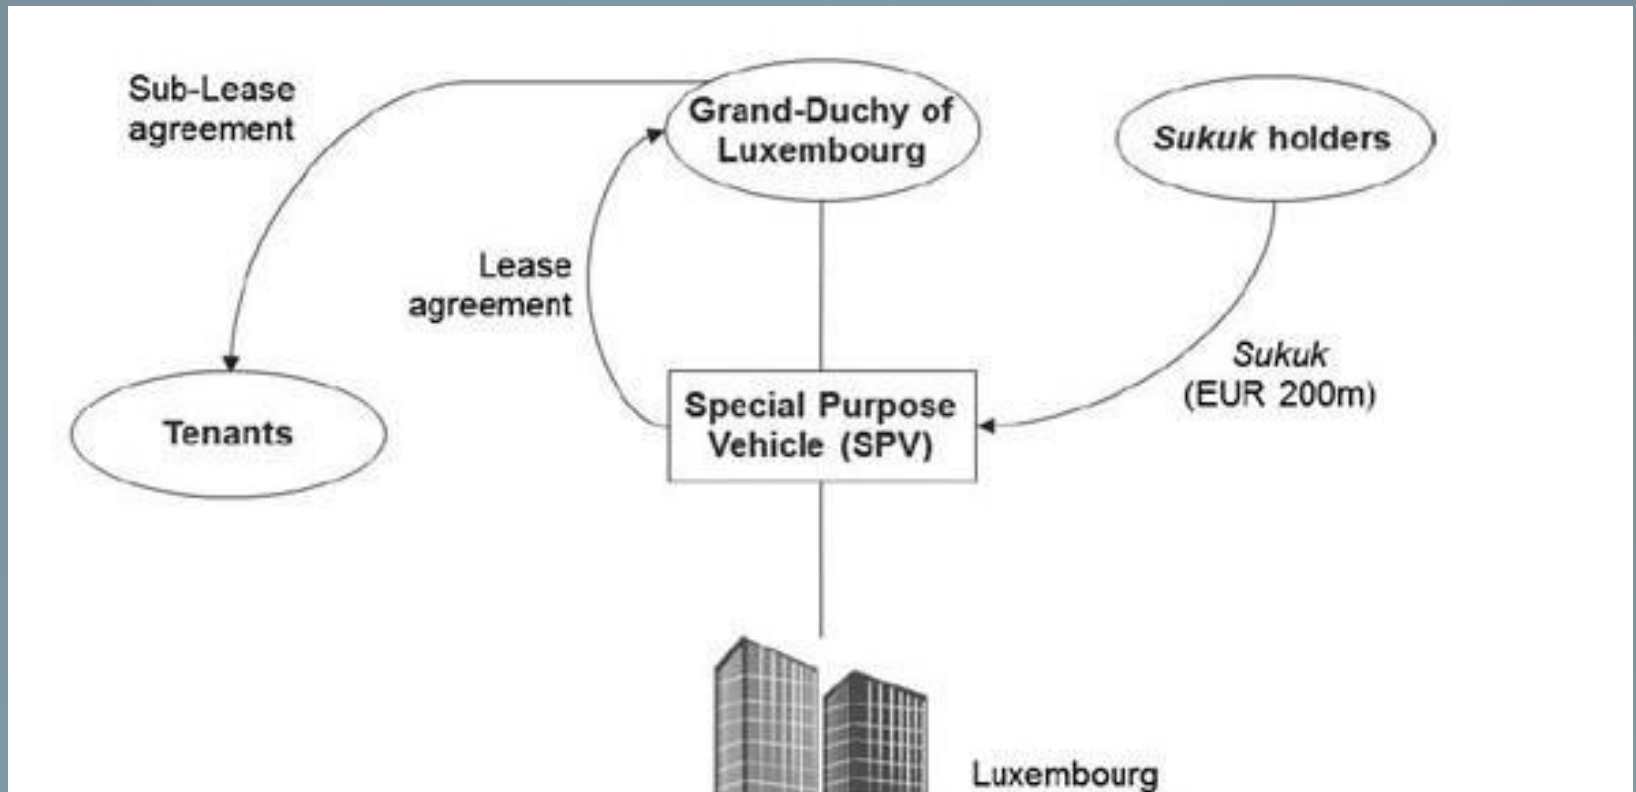 Sub-Lease
agreement
Grand-Duchy of
Luxembourg
Sukuk holders
Lease
agreement
Sukuk
(EUR 200m)
Special Purpose
Vehicle (SPV)
Tenants
Luxembourg